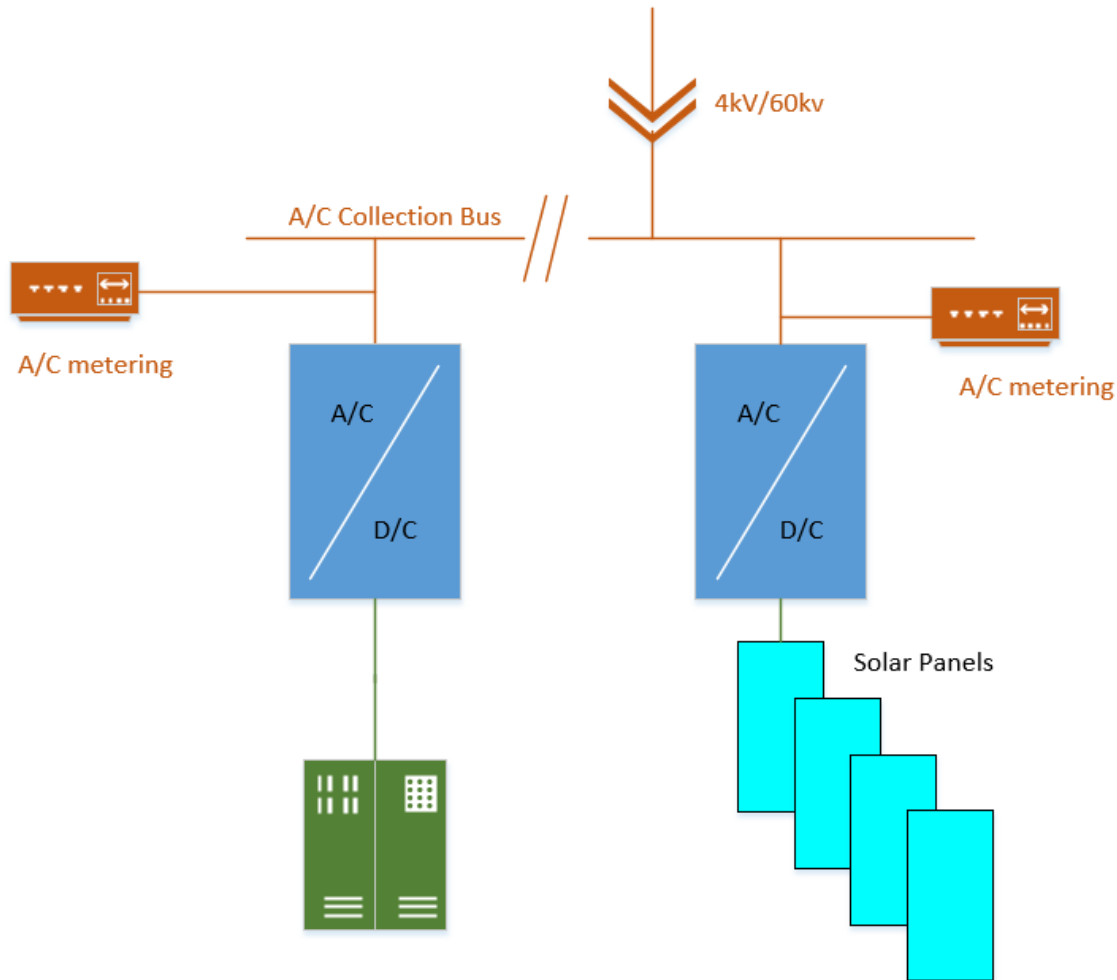 4kV/60kv
A/C Collection Bus
A/C metering
A/C metering
A/C
A/C
D/C
D/C
Solar Panels